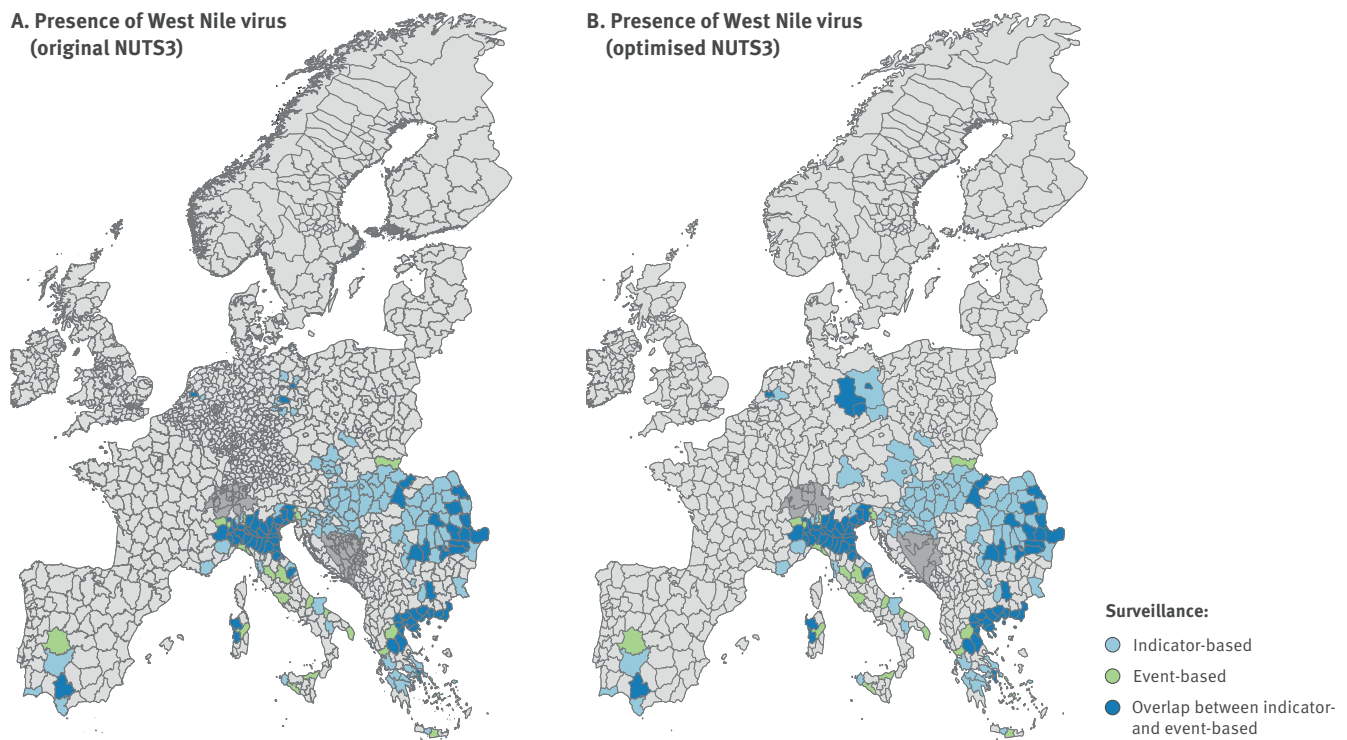 A. Presence of West Nile virus
(original NUTS3)
B. Presence of West Nile virus
(optimised NUTS3)
Surveillance:
Indicator-based
Event-based
Overlap between indicator-
and event-based